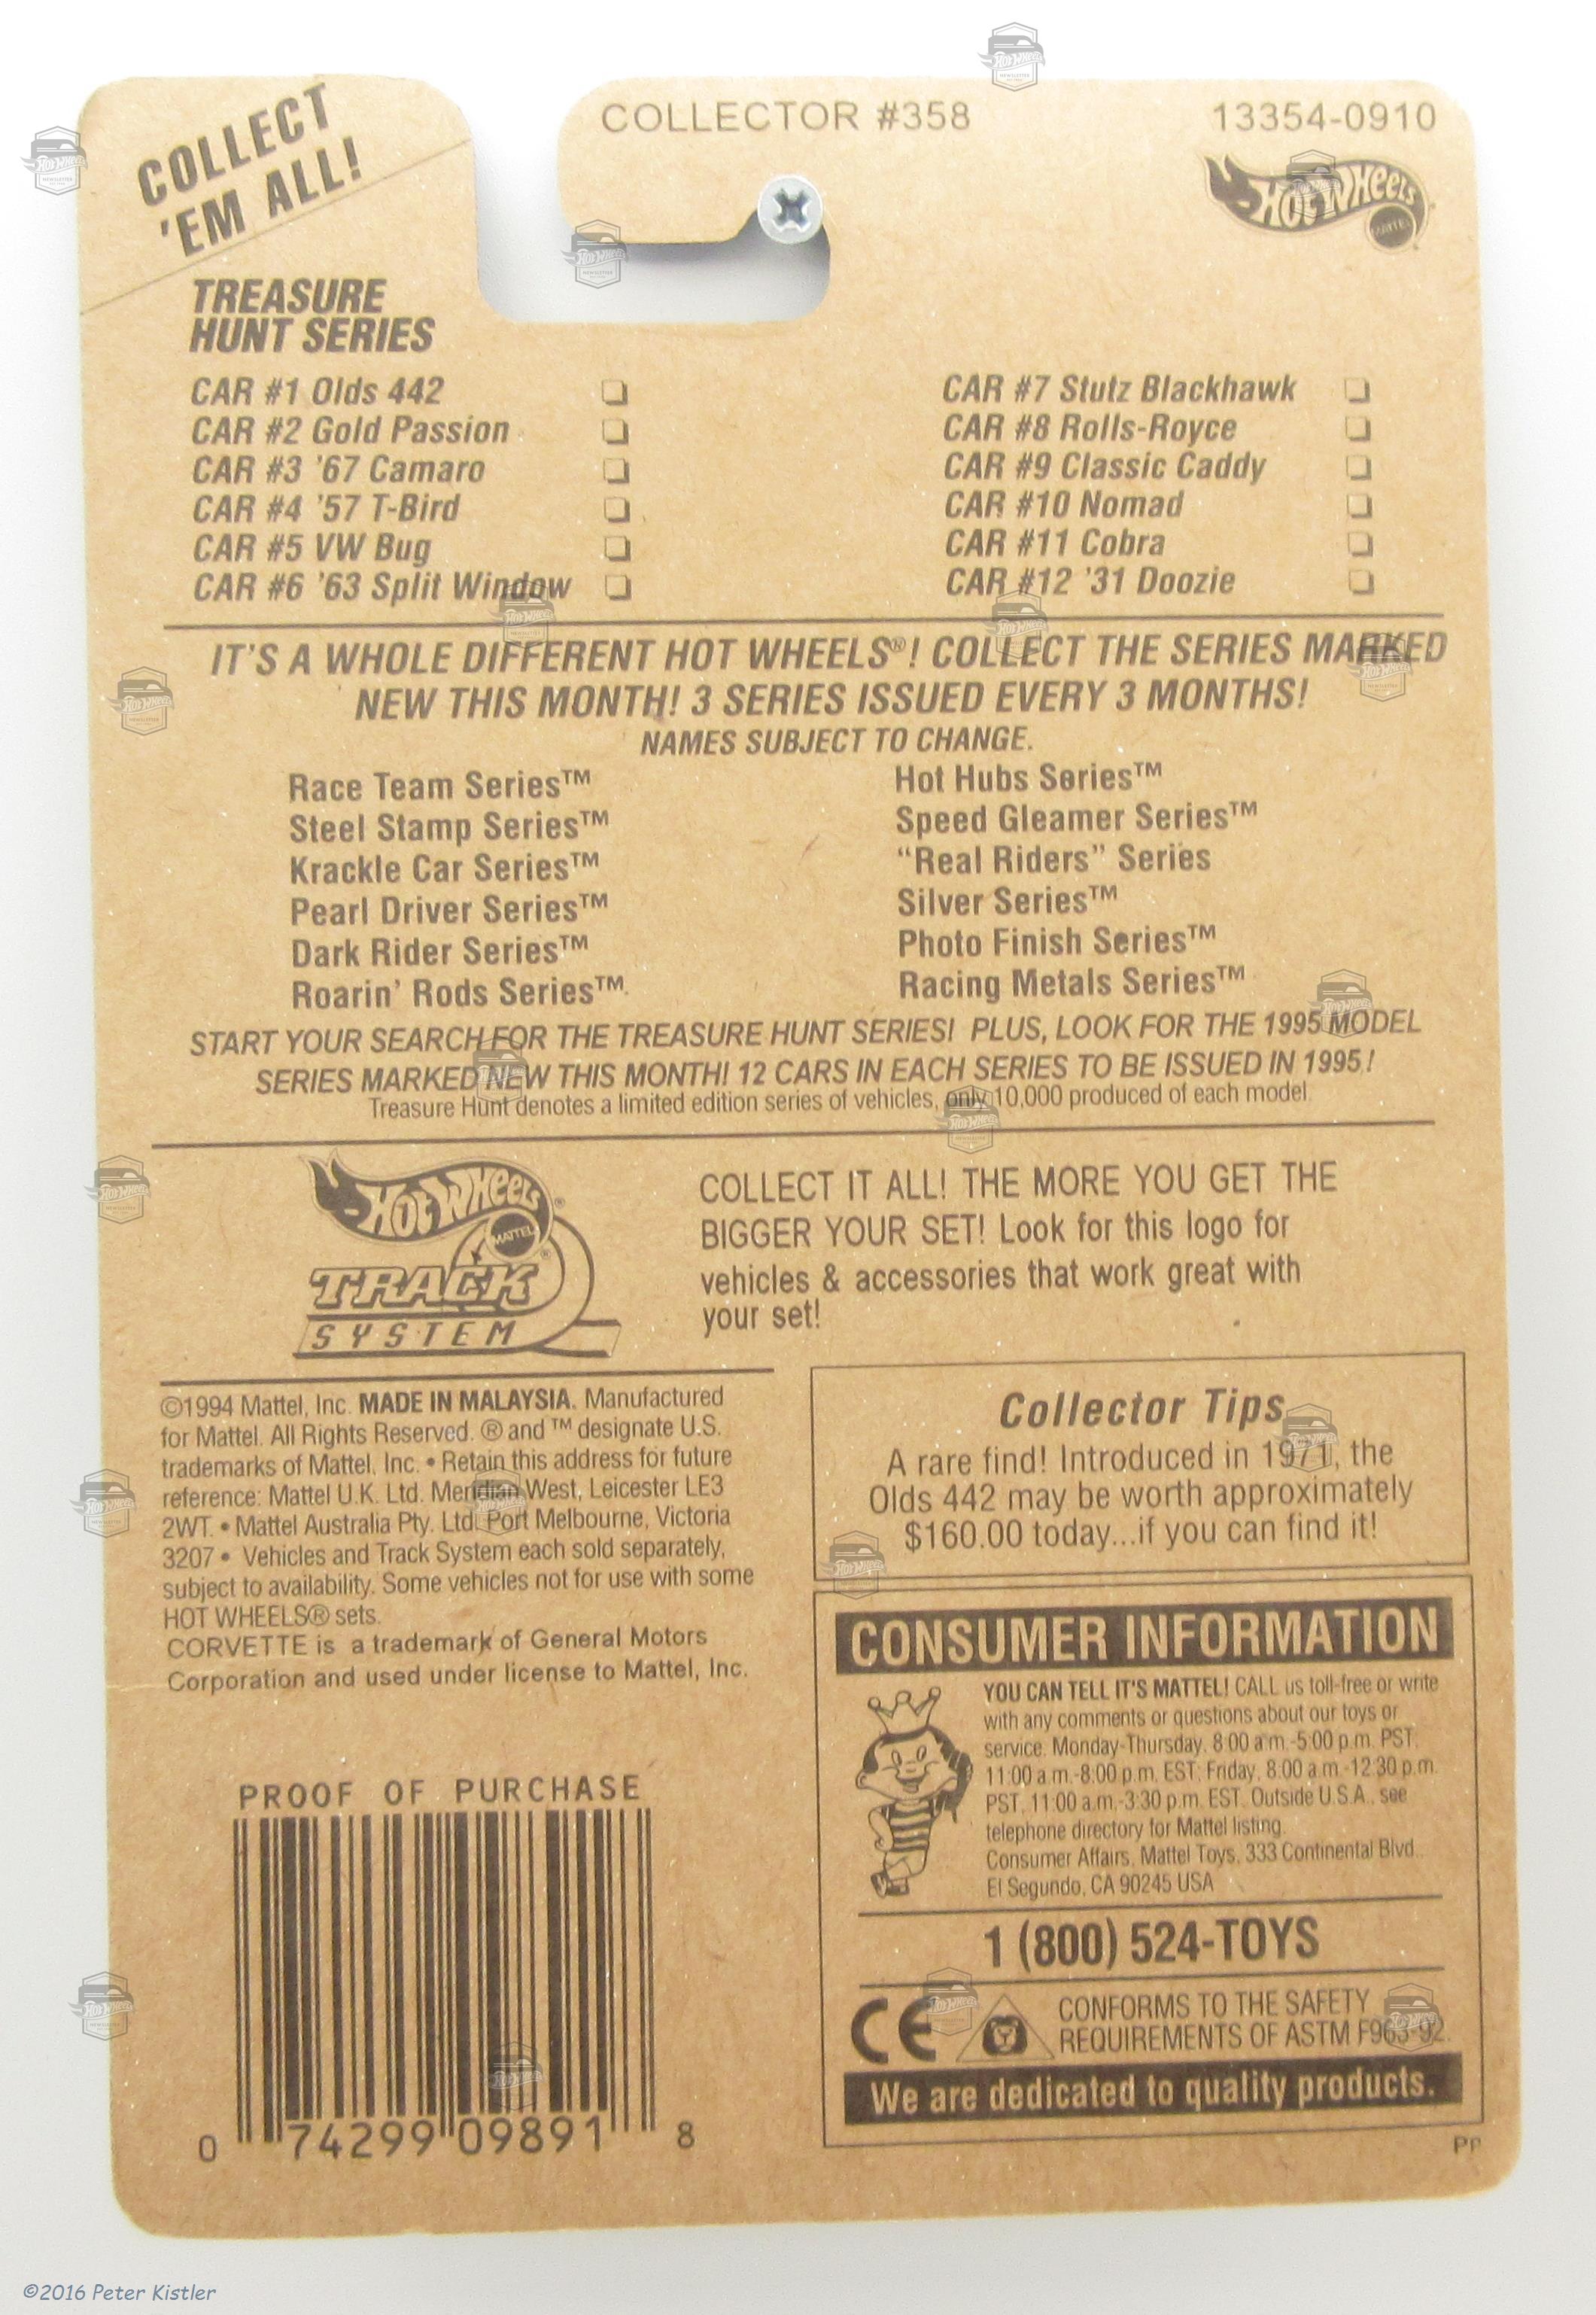 COLLECT
'EM ALL!
COLLECTOR #358
13354-0910
HOT WHEELS
MATTEL
TREASURE
HUNT SERIES
CAR #1 Olds 442
CAR #2 Gold Passion
CAR #3 '67 Camaro
CAR #4 '57 T-Bird
CAR #5 VW Bug
CAR #6 '63 Split Window
CAR #7 Stutz Blackhawk
CAR #8 Rolls-Royce
CAR #9 Classic Caddy
CAR #10 Nomad
CAR #11 Cobra
CAR #12 '31 Doozie
IT'S A WHOLE DIFFERENT HOT WHEELS®! COLLECT THE SERIES MARKED
NEW THIS MONTH! 3 SERIES ISSUED EVERY 3 MONTHS!
NAMES SUBJECT TO CHANGE.
Race Team Series™
Steel Stamp Series™
Krackle Car Series™
Pearl Driver Series™
Dark Rider Series™
Roarin' Rods Series™
Hot Hubs Series™
Speed Gleamer Series™
"Real Riders" Series
Silver Series™
Photo Finish Series™
Racing Metals Series™
START YOUR SEARCH FOR THE TREASURE HUNT SERIES! PLUS, LOOK FOR THE 1995 MODEL
SERIES MARKED NEW THIS MONTH! 12 CARS IN EACH SERIES TO BE ISSUED IN 1995!
Treasure Hunt denotes a limited edition series of vehicles, only 10,000 produced of each model.
HOT WHEELS®
MATTEL®
TRACK
SYSTEM
COLLECT IT ALL! THE MORE YOU GET THE
BIGGER YOUR SET! Look for this logo for
vehicles & accessories that work great with
your set!
©1994 Mattel, Inc. MADE IN MALAYSIA. Manufactured
for Mattel. All Rights Reserved. ® and ™ designate U.S.
trademarks of Mattel, Inc. • Retain this address for future
reference: Mattel U.K. Ltd. Meridian West, Leicester LE3
2WT. • Mattel Australia Pty. Ltd. Port Melbourne, Victoria
3207 • Vehicles and Track System each sold separately,
subject to availability. Some vehicles not for use with some
HOT WHEELS® sets.
CORVETTE is a trademark of General Motors
Corporation and used under license to Mattel, Inc.
Collector Tips
A rare find! Introduced in 1971, the
Olds 442 may be worth approximately
$160.00 today...if you can find it!
CONSUMER INFORMATION
YOU CAN TELL IT'S MATTEL! CALL us toll-free or write
with any comments or questions about our toys or
service. Monday-Thursday, 8:00 a.m.-5:00 p.m. PST,
11:00 a.m.-8:00 p.m. EST; Friday, 8:00 a.m.-12:30 p.m.
PST, 11:00 a.m.-3:30 p.m. EST. Outside U.S.A., see
telephone directory for Mattel listing.
Consumer Affairs, Mattel Toys, 333 Continental Blvd.,
El Segundo, CA 90245 USA
1 (800) 524-TOYS
CE
CONFORMS TO THE SAFETY
REQUIREMENTS OF ASTM F963-92.
We are dedicated to quality products.
PROOF OF PURCHASE
0 74299 09891 8
©2016 Peter Kistler